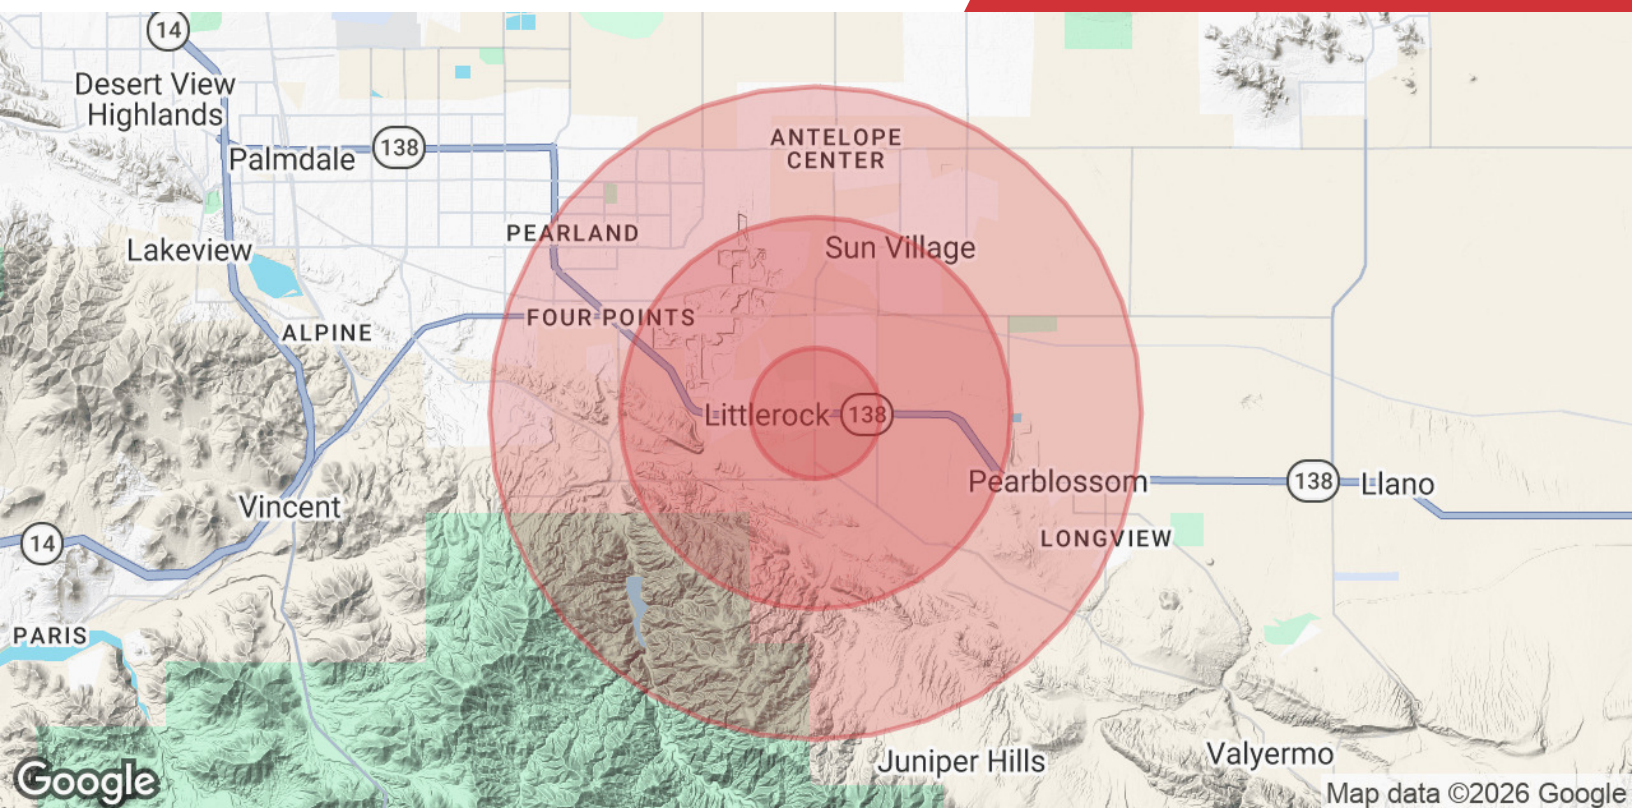 14
Desert View
Highlands
Palmdale
138
ANTELOPE
CENTER
PEARLAND
Lakeview
Sun Village
ALPINE
FOUR POINTS
Littlerock
138
Pearblossom
138
Llano
Vincent
14
LONGVIEW
PARIS
Juniper Hills
Valyermo
Google
Map data ©2026 Google